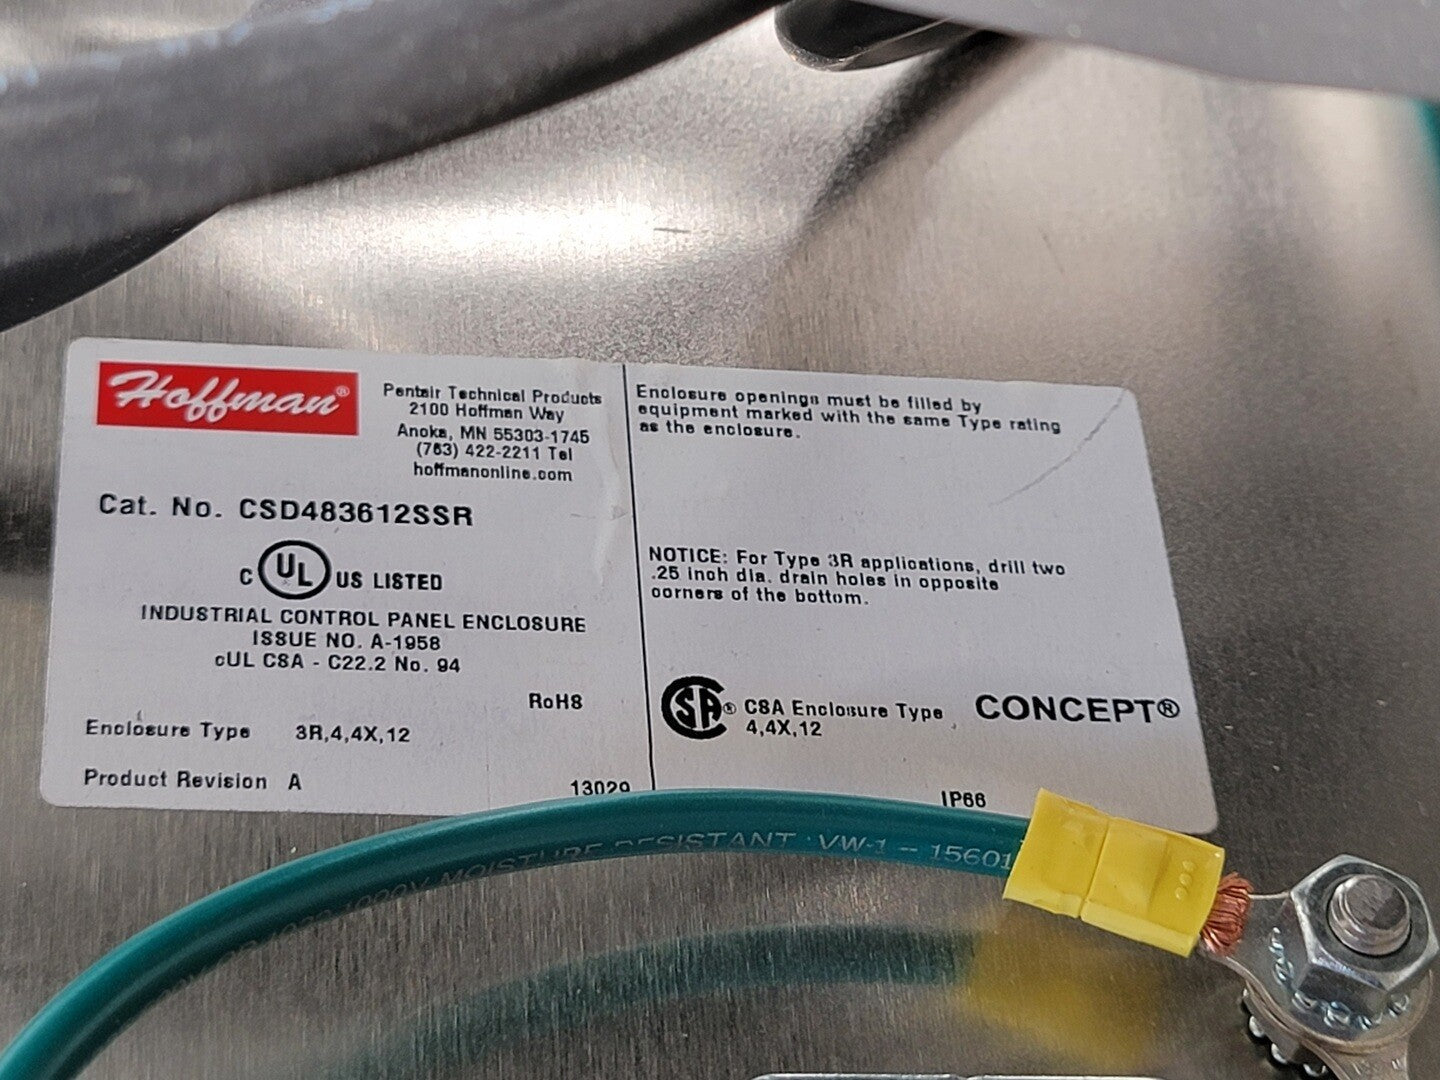 Hoffman®
Pentair Technical Products
2100 Hoffman Way
Anoka, MN 55303-1745
(763) 422-2211 Tel
hoffmanonline.com
Cat. No. CSD483612SSR
C UL US LISTED
INDUSTRIAL CONTROL PANEL ENCLOSURE
ISSUE NO. A-1958
cUL CSA - C22.2 No. 94
RoHS
Enclosure Type 3R,4,4X,12
Product Revision A
13029
Enclosure openings must be filled by
equipment marked with the same Type rating
as the enclosure.
NOTICE: For Type 3R applications, drill two
.25 inch dia. drain holes in opposite
corners of the bottom.
SA® CSA Enclosure Type
4,4X,12
CONCEPT®
IP66
MOISTURE RESISTANT VW-1 -- 15601